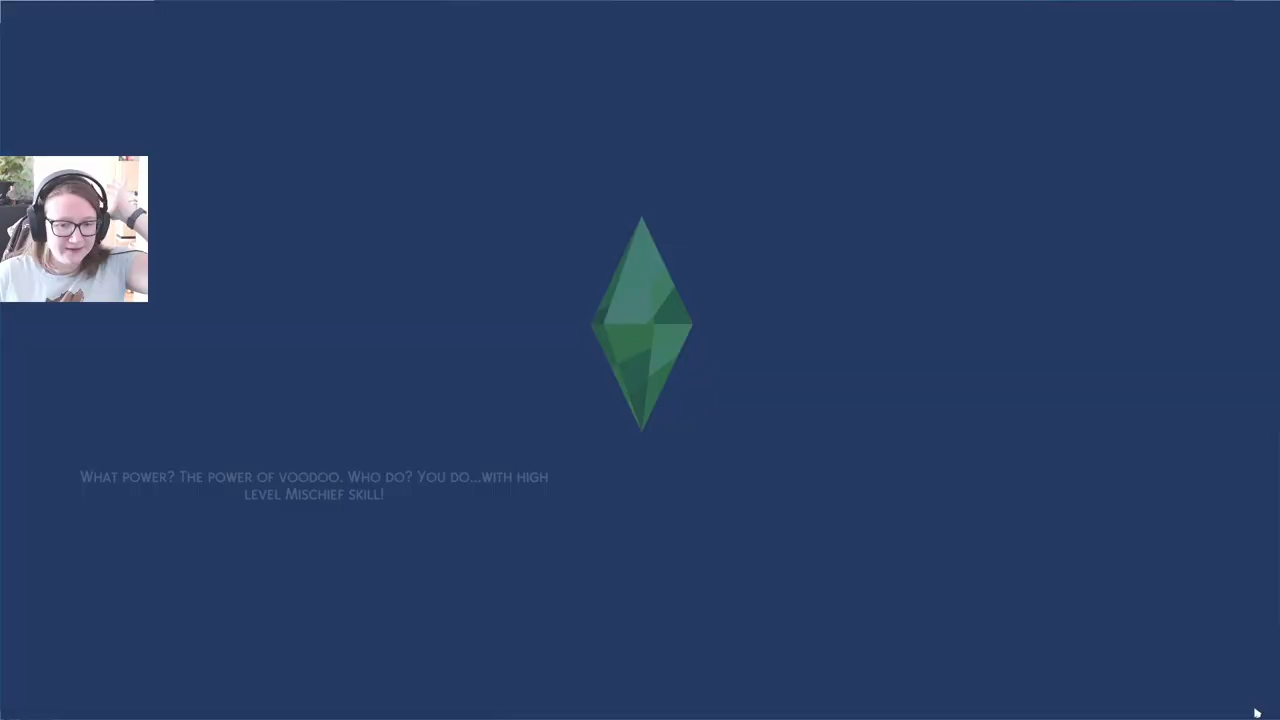 What power? The power of voodoo. Who do? You do...with high
level Mischief skill!